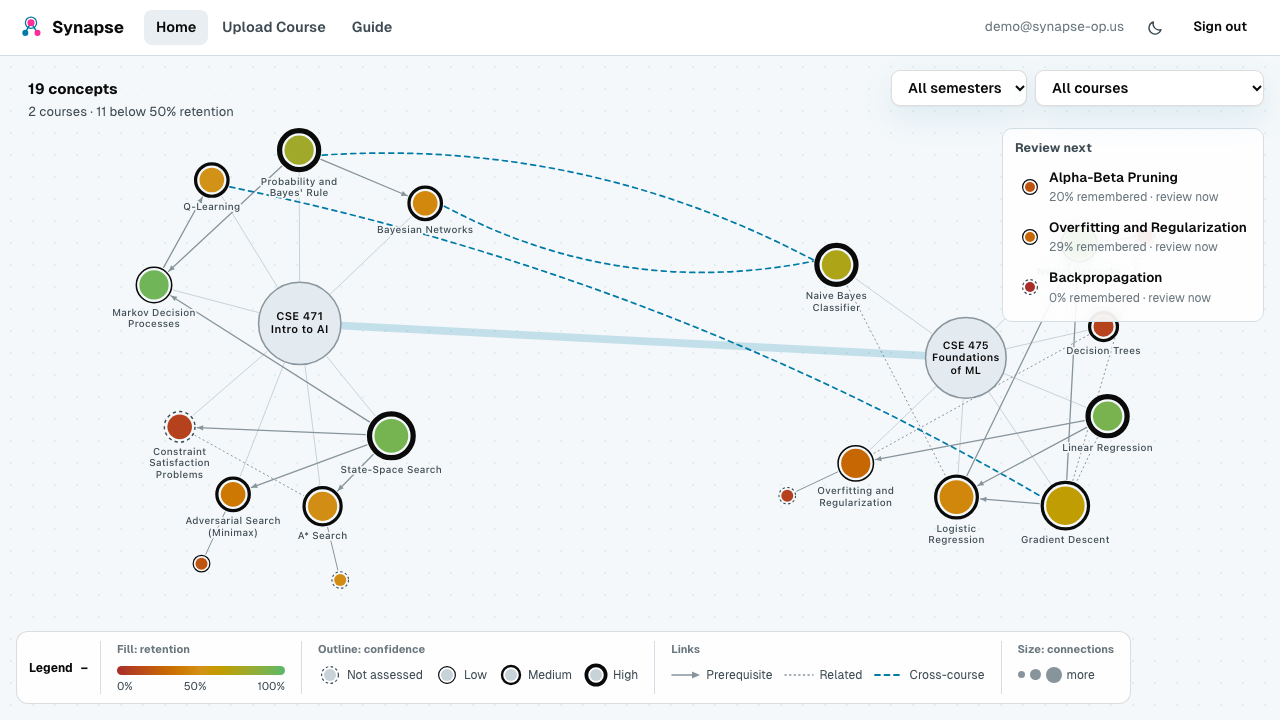 Synapse
Home
Upload Course
Guide
demo@synapse-op.us
Sign out
19 concepts
2 courses · 11 below 50% retention
All semesters
All courses
Review next
Alpha-Beta Pruning
20% remembered · review now
Overfitting and Regularization
29% remembered · review now
Backpropagation
0% remembered · review now
Probability and
Bayes' Rule
Q-Learning
Bayesian Networks
Markov Decision
Processes
CSE 471
Intro to AI
Naive Bayes
Classifier
CSE 475
Foundations
of ML
Decision Trees
Linear Regression
Constraint
Satisfaction
Problems
State-Space Search
Adversarial Search
(Minimax)
A* Search
Overfitting and
Regularization
Logistic
Regression
Gradient Descent
Legend –
Fill: retention
0%
50%
100%
Outline: confidence
Not assessed
Low
Medium
High
Links
Prerequisite
Related
Cross-course
Size: connections
more